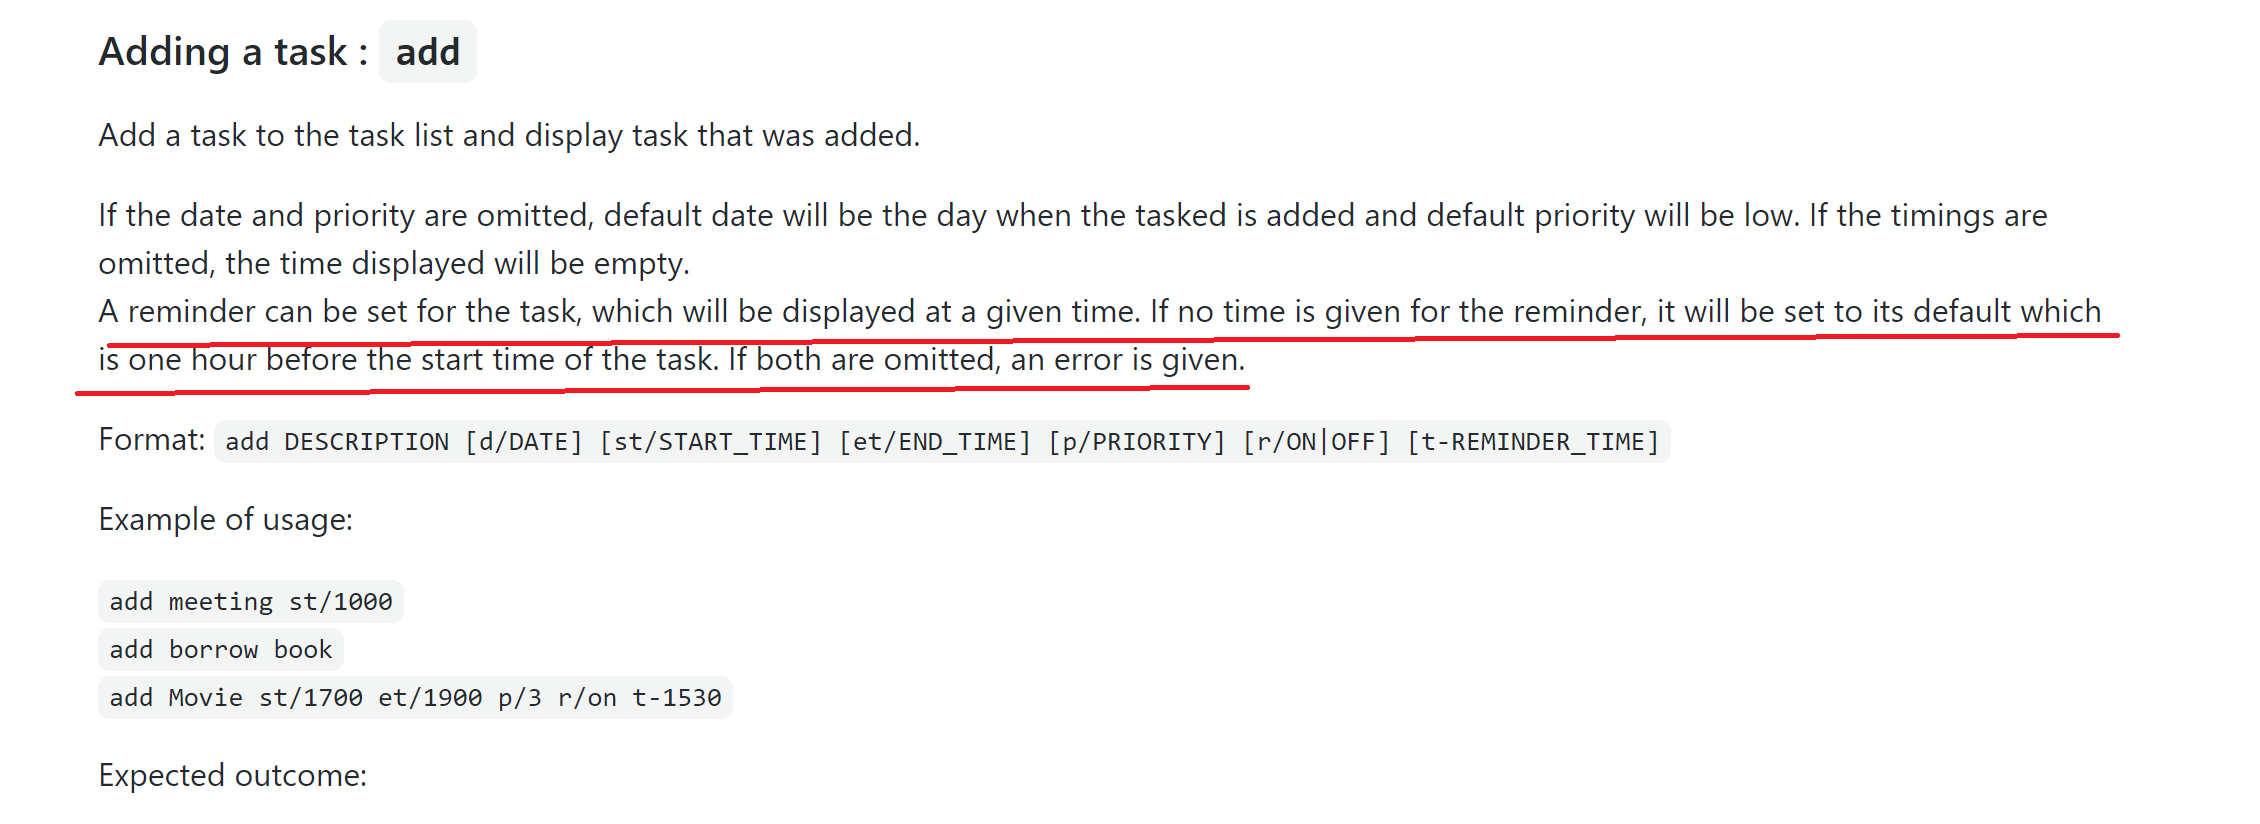 Adding a task : add
Add a task to the task list and display task that was added.
If the date and priority are omitted, default date will be the day when the tasked is added and default priority will be low. If the timings are
omitted, the time displayed will be empty.
A reminder can be set for the task, which will be displayed at a given time. If no time is given for the reminder, it will be set to its default which
is one hour before the start time of the task. If both are omitted, an error is given.
Format: add DESCRIPTION [d/DATE] [st/START_TIME] [et/END_TIME] [p/PRIORITY] [r/ON|OFF] [t-REMINDER_TIME]
Example of usage:
add meeting st/1000
add borrow book
add Movie st/1700 et/1900 p/3 r/on t-1530
Expected outcome: